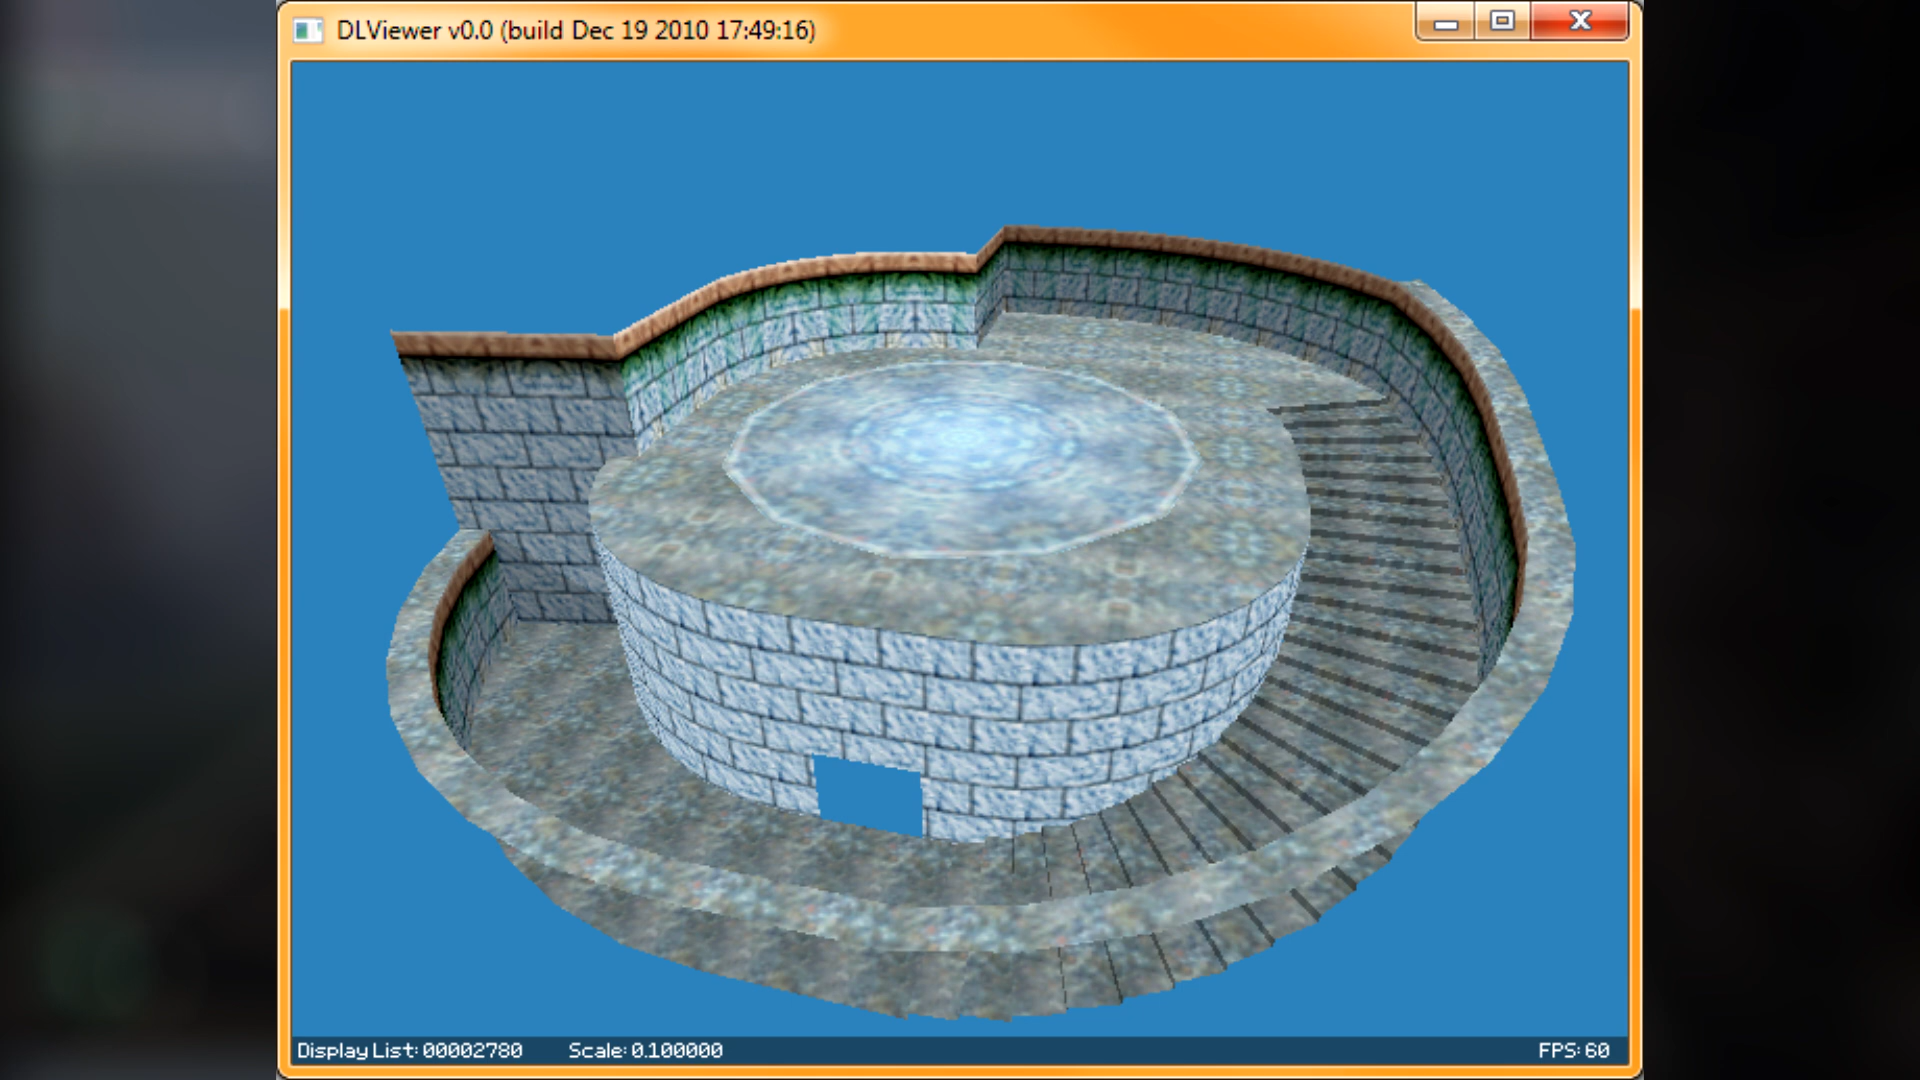 DLViewer v0.0 (build Dec 19 2010 17:49:16)
Display List: 00002780 Scale: 0.100000 FPS: 60